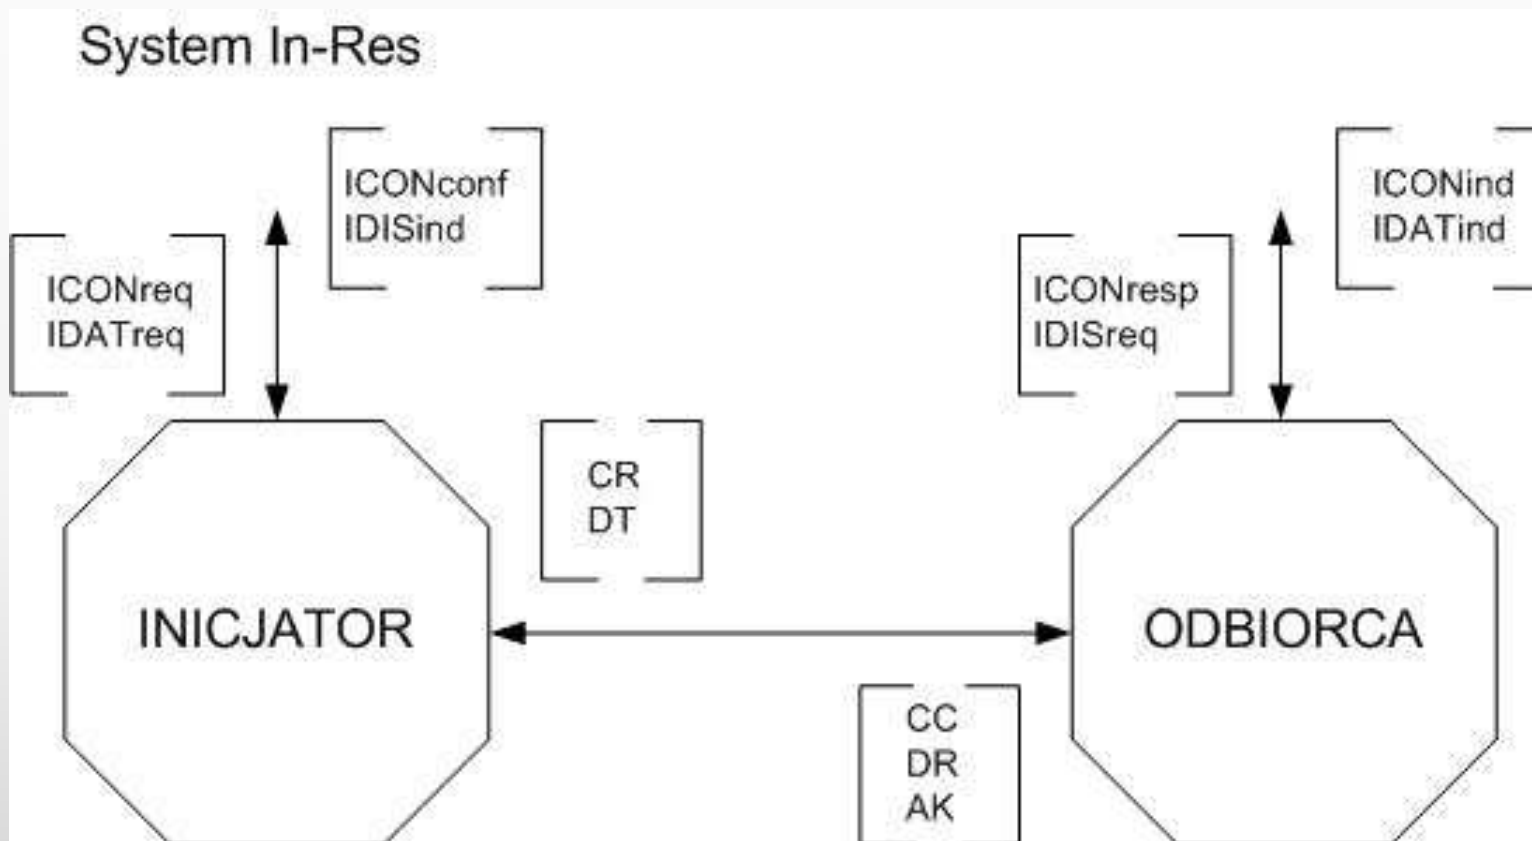 System In-Res
ICONconf
IDISind
ICONind
IDATind
ICONreq
IDATreq
ICONresp
IDISreq
CR
DT
INICJATOR
ODBIORCA
CC
DR
AK